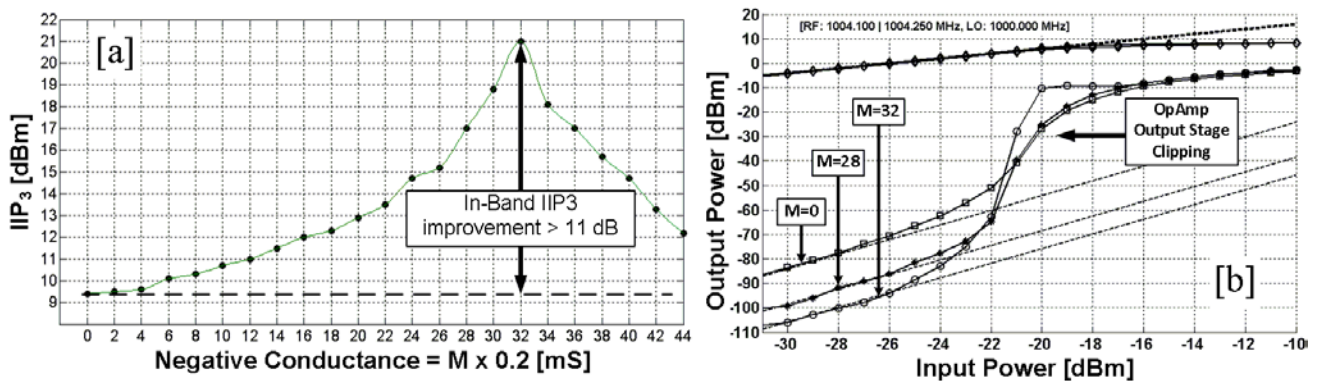 22
21
20
19
18
17
16
15
14
13
12
11
10
9
IIP3 [dBm]
[a]
In-Band IIP3
improvement > 11 dB
0 2 4 6 8 10 12 14 16 18 20 22 24 26 28 30 32 34 36 38 40 42 44
Negative Conductance = M x 0.2 [mS]
20
10
0
-10
-20
-30
-40
-50
-60
-70
-80
-90
-100
-110
Output Power [dBm]
[RF: 1004.100 | 1004.250 MHz, LO: 1000.000 MHz]
M=32
M=28
M=0
OpAmp
Output Stage
Clipping
[b]
-30 -28 -26 -24 -22 -20 -18 -16 -14 -12 -10
Input Power [dBm]